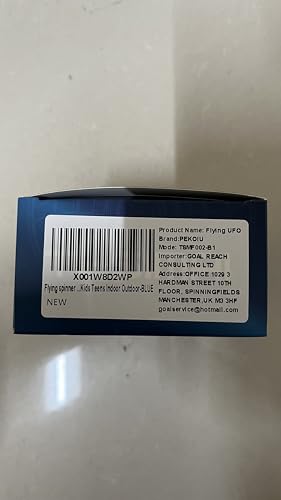 X001W8D2WP
Flying spinner ...Kids Teens Indoor Outdoor-BLUE
NEW
Product Name: Flying UFO
Brand:PEKOIU
Mode: TSMF002-B1
Importer:GOAL REACH
CONSULTING LTD
Address:OFFICE 1029 3
HARDMAN STREET 10TH
FLOOR, SPINNINGFIELDS
MANCHESTER,UK M3 3HF
goalservice@hotmail.com